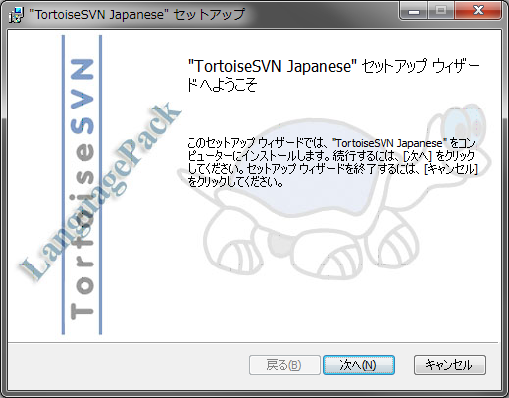 "TortoiseSVN Japanese" セットアップ
"TortoiseSVN Japanese" セットアップ ウィザー
ドへようこそ
このセットアップ ウィザードでは、"TortoiseSVN Japanese" をコン
ピューターにインストールします。続行するには、[次へ] をクリック
してください。セットアップ ウィザードを終了するには、[キャンセル]
をクリックしてください。
TortoiseSVN
LanguagePack
戻る(B)
次へ(N)
キャンセル